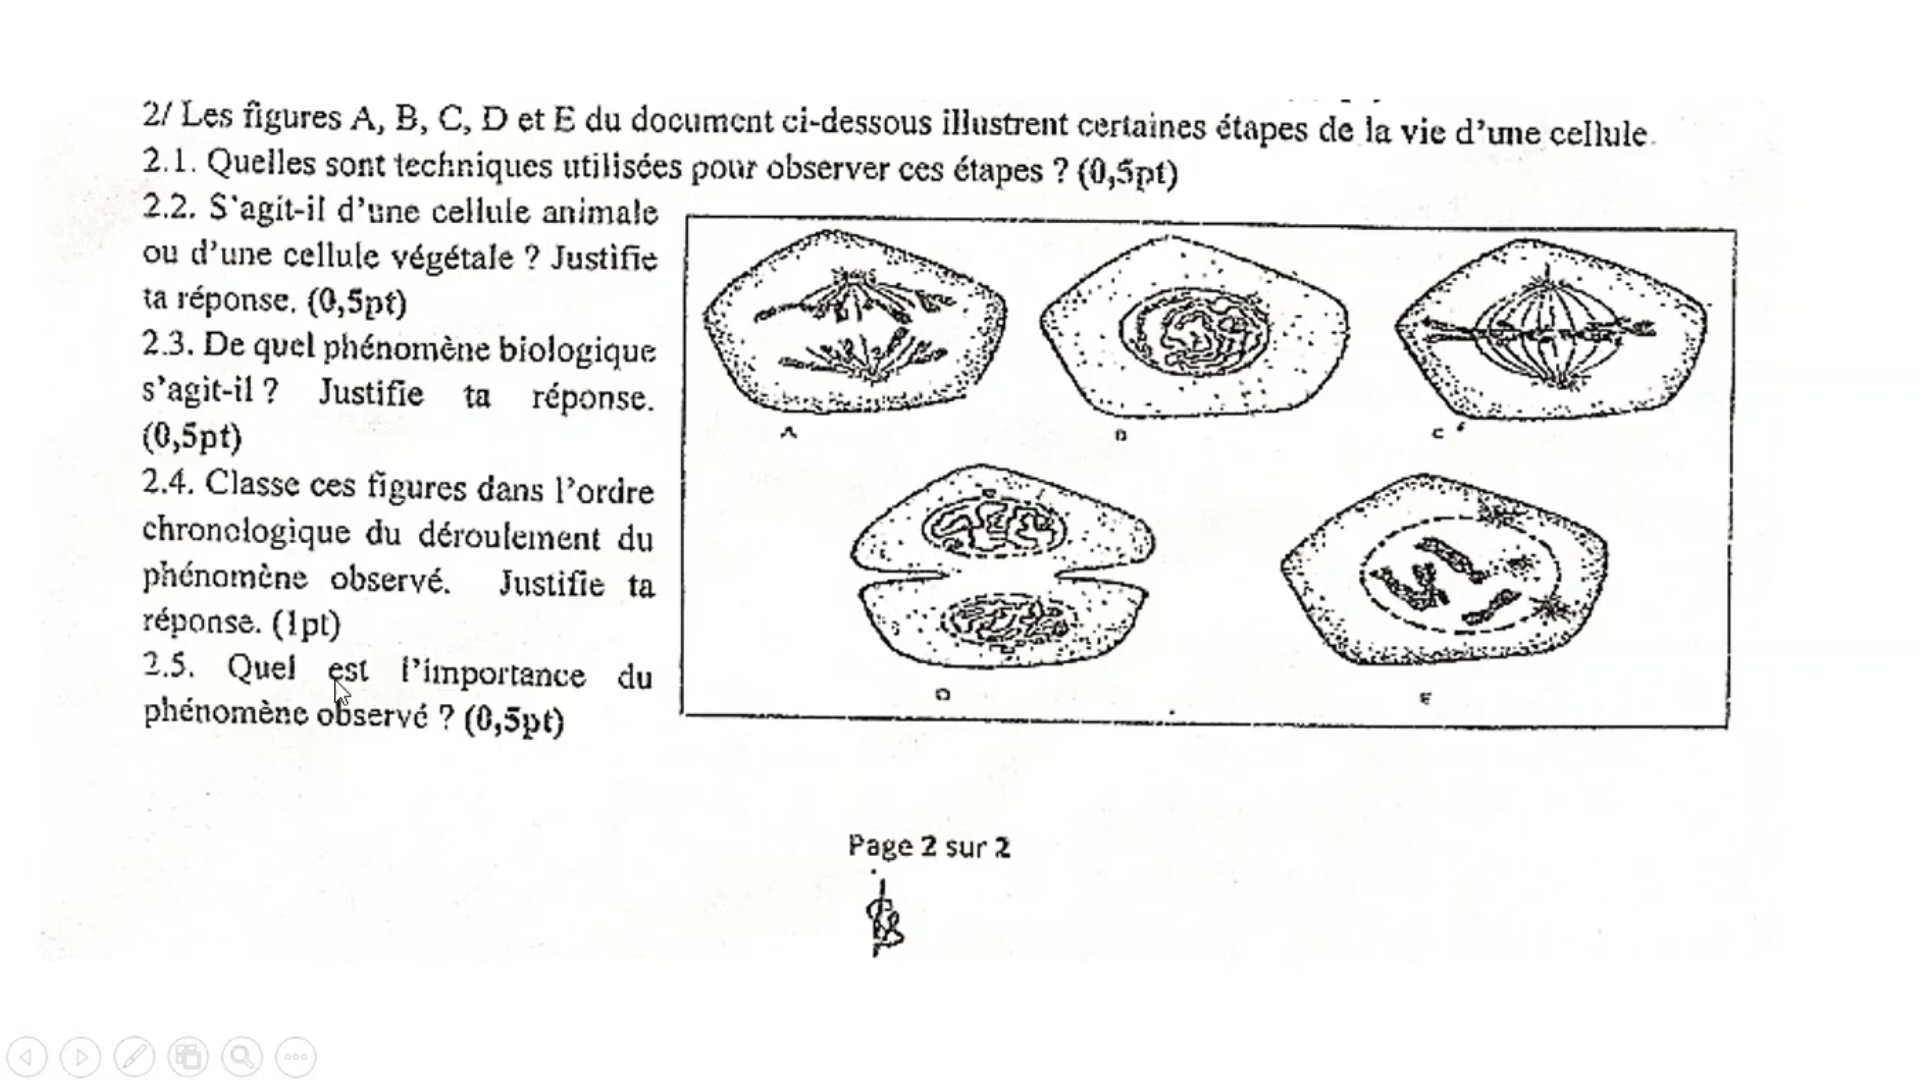 2/ Les figures A, B, C, D et E du document ci-dessous illustrent certaines étapes de la vie d'une cellule.
2.1. Quelles sont techniques utilisées pour observer ces étapes ? (0,5pt)
2.2. S'agit-il d'une cellule animale
ou d'une cellule végétale ? Justifie
ta réponse. (0,5pt)
2.3. De quel phénomène biologique
s'agit-il ? Justifie ta réponse.
(0,5pt)
2.4. Classe ces figures dans l'ordre
chronologique du déroulement du
phénomène observé. Justifie ta
réponse. (1pt)
2.5. Quel est l'importance du
phénomène observé ? (0,5pt)
A
B
C
D
E
Page 2 sur 2